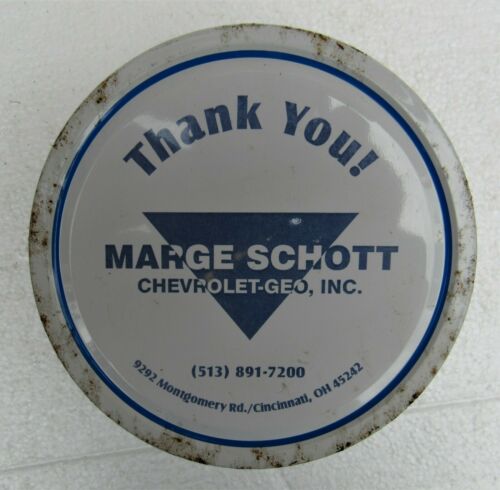 Thank You!
MARGE SCHOTT
CHEVROLET-GEO, INC.
(513) 891-7200
9292 Montgomery Rd./Cincinnati, OH 45242